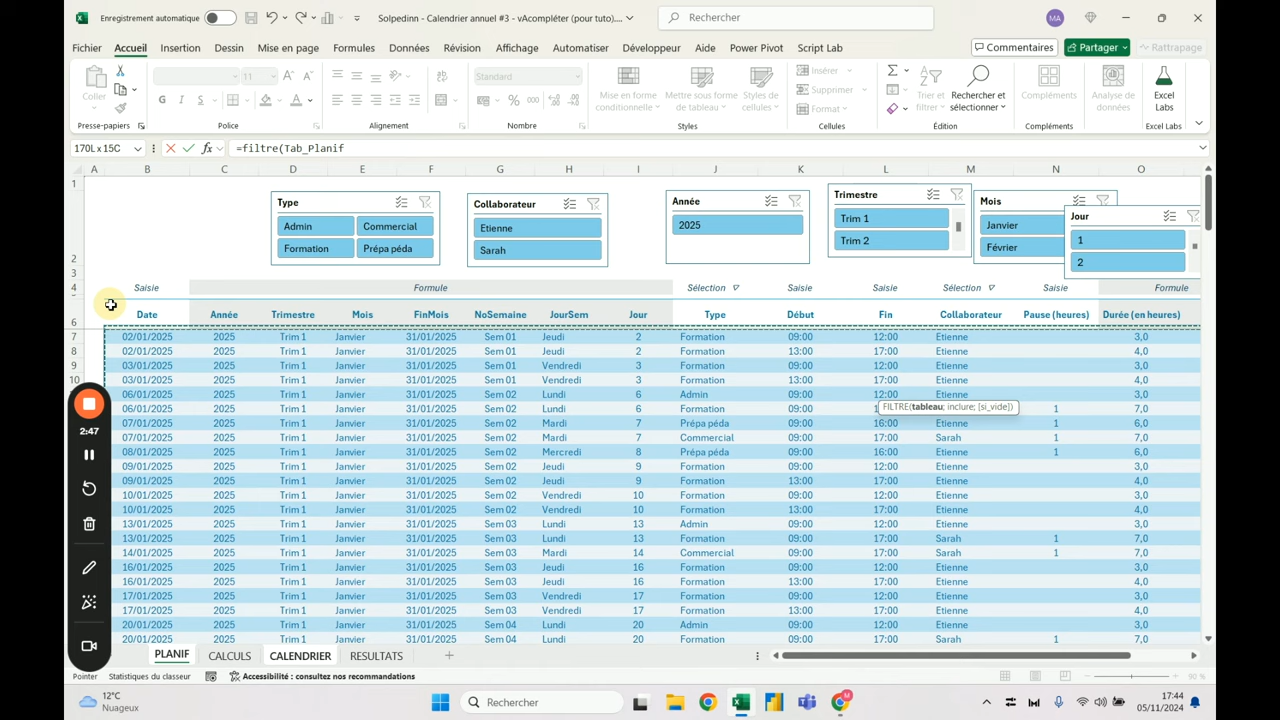 Enregistrement automatique
Solpedinn - Calendrier annuel #3 - vAcompléter (pour tuto)....
Rechercher
MA
Fichier Accueil Insertion Dessin Mise en page Formules Données Révision Affichage Automatiser Développeur Aide Power Pivot Script Lab
Commentaires Partager Rattrapage
Coller
11
G I S
Standard
% 000
Mise en forme conditionnelle
Mettre sous forme de tableau
Styles de cellules
Insérer
Supprimer
Format
Trier et filtrer
Rechercher et sélectionner
Compléments
Analyse de données
Excel Labs
Presse-papiers Police Alignement Nombre Styles Cellules Édition Compléments Excel Labs
170L x 15C
fx
=filtre(Tab_Planif
A B C D E F G H I J K L M N O
1
2
3
4
6
7
8
9
10
Type
Admin Commercial
Formation Prépa péda
Collaborateur
Etienne
Sarah
Année
2025
Trimestre
Trim 1
Trim 2
Mois
Janvier
Février
Jour
1
2
Saisie Formule Sélection Saisie Saisie Sélection Saisie Formule
Date Année Trimestre Mois FinMois NoSemaine JourSem Jour Type Début Fin Collaborateur Pause (heures) Durée (en heures)
02/01/2025 2025 Trim 1 Janvier 31/01/2025 Sem 01 Jeudi 2 Formation 09:00 12:00 Etienne 3,0
02/01/2025 2025 Trim 1 Janvier 31/01/2025 Sem 01 Jeudi 2 Formation 13:00 17:00 Etienne 4,0
03/01/2025 2025 Trim 1 Janvier 31/01/2025 Sem 01 Vendredi 3 Formation 09:00 12:00 Etienne 3,0
03/01/2025 2025 Trim 1 Janvier 31/01/2025 Sem 01 Vendredi 3 Formation 13:00 17:00 Etienne 4,0
06/01/2025 2025 Trim 1 Janvier 31/01/2025 Sem 02 Lundi 6 Admin 09:00 12:00 Etienne 3,0
06/01/2025 2025 Trim 1 Janvier 31/01/2025 Sem 02 Lundi 6 Formation 09:00 FILTRE(tableau; inclure; [si_vide]) 1 7,0
07/01/2025 2025 Trim 1 Janvier 31/01/2025 Sem 02 Mardi 7 Prépa péda 09:00 16:00 Etienne 1 6,0
07/01/2025 2025 Trim 1 Janvier 31/01/2025 Sem 02 Mardi 7 Commercial 09:00 17:00 Sarah 1 7,0
08/01/2025 2025 Trim 1 Janvier 31/01/2025 Sem 02 Mercredi 8 Prépa péda 09:00 16:00 Etienne 1 6,0
09/01/2025 2025 Trim 1 Janvier 31/01/2025 Sem 02 Jeudi 9 Formation 09:00 12:00 Etienne 3,0
09/01/2025 2025 Trim 1 Janvier 31/01/2025 Sem 02 Jeudi 9 Formation 13:00 17:00 Etienne 4,0
10/01/2025 2025 Trim 1 Janvier 31/01/2025 Sem 02 Vendredi 10 Formation 09:00 12:00 Etienne 3,0
10/01/2025 2025 Trim 1 Janvier 31/01/2025 Sem 02 Vendredi 10 Formation 13:00 17:00 Etienne 4,0
13/01/2025 2025 Trim 1 Janvier 31/01/2025 Sem 03 Lundi 13 Admin 09:00 12:00 Etienne 3,0
13/01/2025 2025 Trim 1 Janvier 31/01/2025 Sem 03 Lundi 13 Formation 09:00 17:00 Sarah 1 7,0
14/01/2025 2025 Trim 1 Janvier 31/01/2025 Sem 03 Mardi 14 Commercial 09:00 17:00 Sarah 1 7,0
16/01/2025 2025 Trim 1 Janvier 31/01/2025 Sem 03 Jeudi 16 Formation 09:00 12:00 Etienne 3,0
16/01/2025 2025 Trim 1 Janvier 31/01/2025 Sem 03 Jeudi 16 Formation 13:00 17:00 Etienne 4,0
17/01/2025 2025 Trim 1 Janvier 31/01/2025 Sem 03 Vendredi 17 Formation 09:00 12:00 Etienne 3,0
17/01/2025 2025 Trim 1 Janvier 31/01/2025 Sem 03 Vendredi 17 Formation 13:00 17:00 Etienne 4,0
20/01/2025 2025 Trim 1 Janvier 31/01/2025 Sem 04 Lundi 20 Admin 09:00 12:00 Etienne 3,0
20/01/2025 2025 Trim 1 Janvier 31/01/2025 Sem 04 Lundi 20 Formation 09:00 17:00 Sarah 1 7,0
2:47
PLANIF CALCULS CALENDRIER RESULTATS
Pointer Statistiques du classeur Accessibilité : consultez nos recommandations 90 %
12°C
Nuageux
Rechercher
17:44
05/11/2024